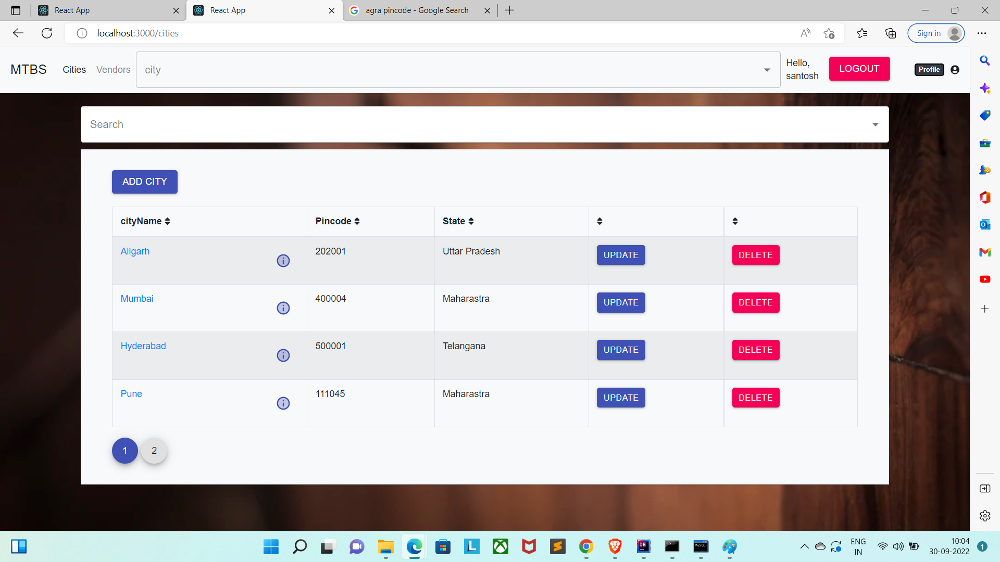 React App
React App
agra pincode - Google Search
localhost:3000/cities
Sign in
MTBS
Cities
Vendors
city
Hello,
santosh
LOGOUT
Profile
Search
ADD CITY
cityName Pincode State
Aligarh 202001 Uttar Pradesh UPDATE DELETE
Mumbai 400004 Maharastra UPDATE DELETE
Hyderabad 500001 Telangana UPDATE DELETE
Pune 111045 Maharastra UPDATE DELETE
1 2
ENG
IN
10:04
30-09-2022
1